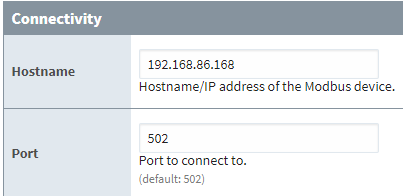 Connectivity
Hostname
192.168.86.168
Hostname/IP address of the Modbus device.
Port
502
Port to connect to.
(default: 502)